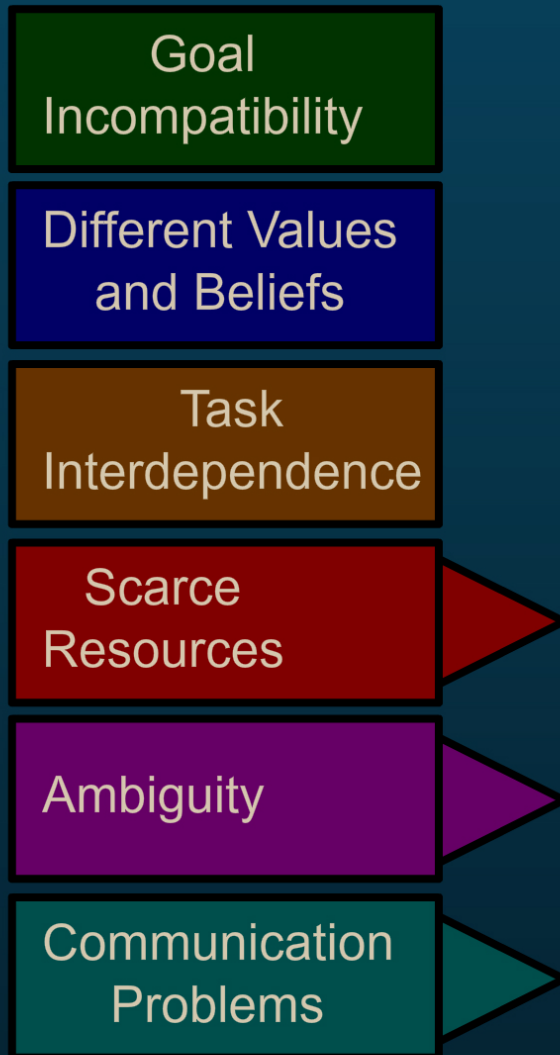 Goal
Incompatibility
Different Values
and Beliefs
Task
Interdependence
Scarce
Resources
Ambiguity
Communication
Problems